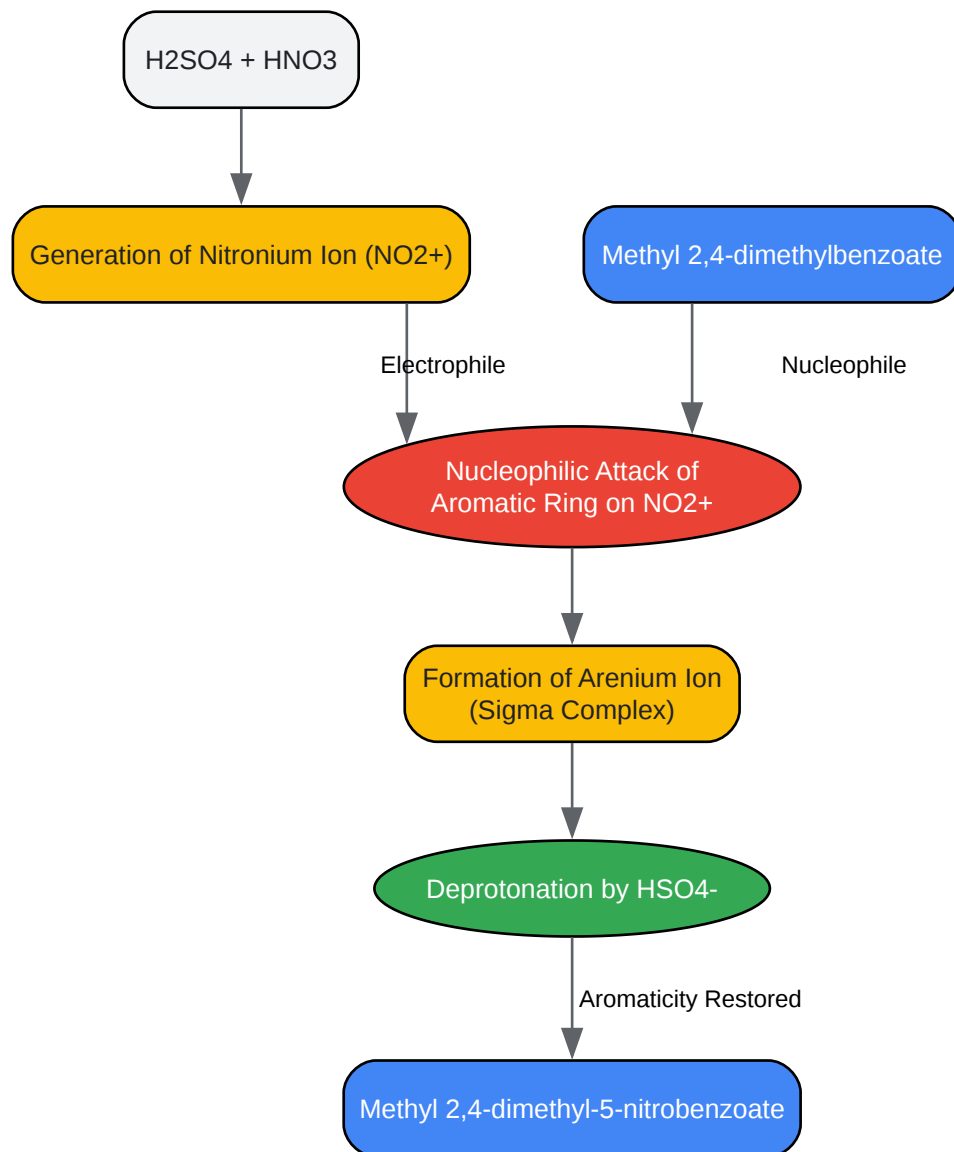 H2SO4 + HNO3
Generation of Nitronium Ion (NO2+)
Methyl 2,4-dimethylbenzoate
Electrophile
Nucleophile
Nucleophilic Attack of
Aromatic Ring on NO2+
Formation of Arenium Ion
(Sigma Complex)
Deprotonation by HSO4-
Aromaticity Restored
Methyl 2,4-dimethyl-5-nitrobenzoate